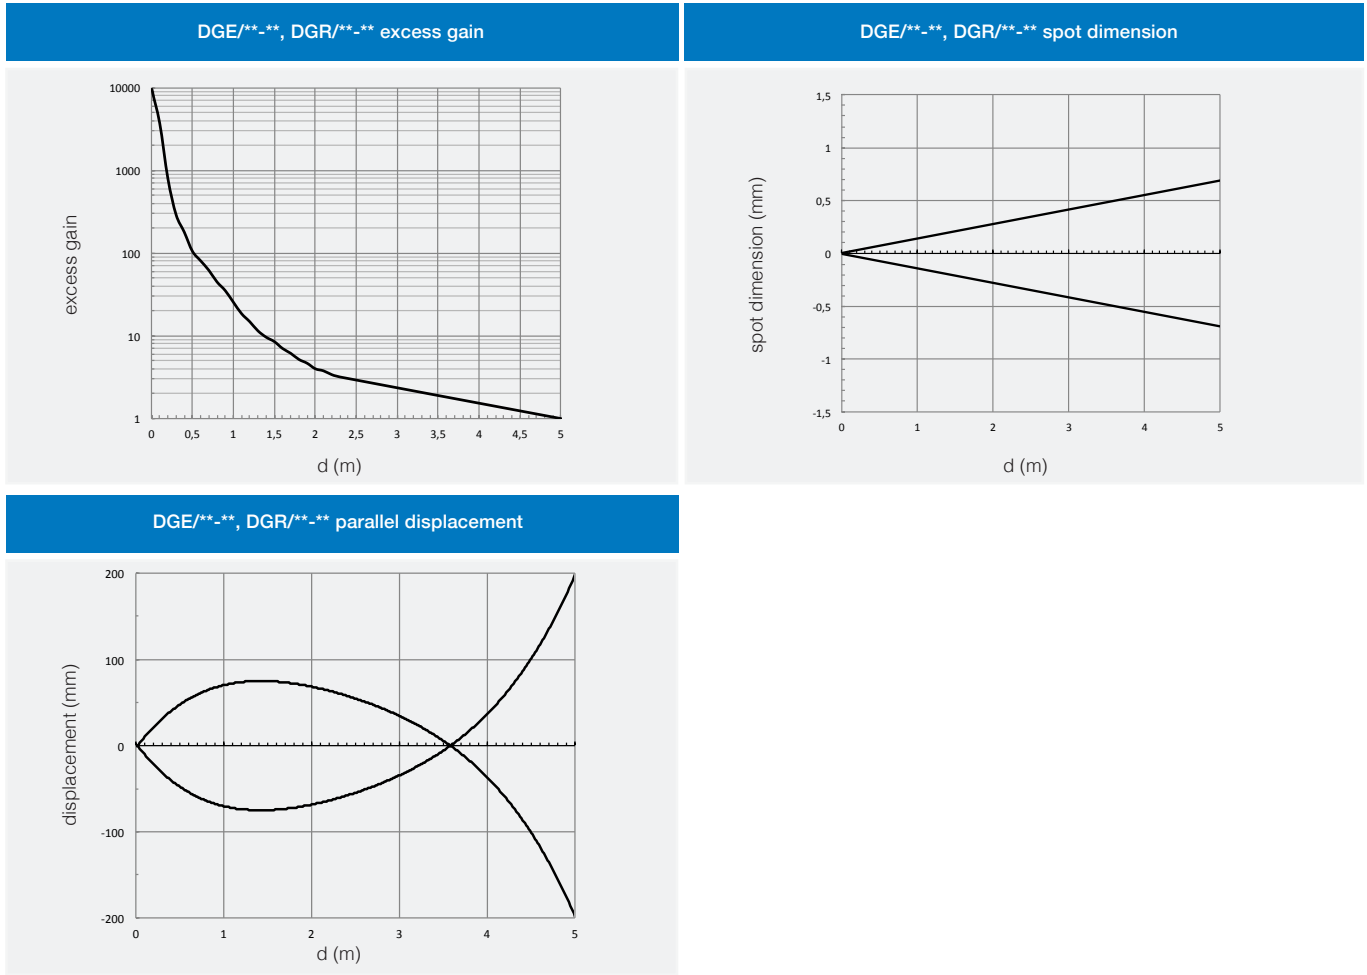 DGE/**-**, DGR/**-** excess gain
10000
1000
100
10
1
excess gain
0 0,5 1 1,5 2 2,5 3 3,5 4 4,5 5
d (m)
DGE/**-**, DGR/**-** spot dimension
1,5
1
0,5
0
-0,5
-1
-1,5
spot dimension (mm)
0 1 2 3 4 5
d (m)
DGE/**-**, DGR/**-** parallel displacement
200
100
0
-100
-200
displacement (mm)
0 1 2 3 4 5
d (m)